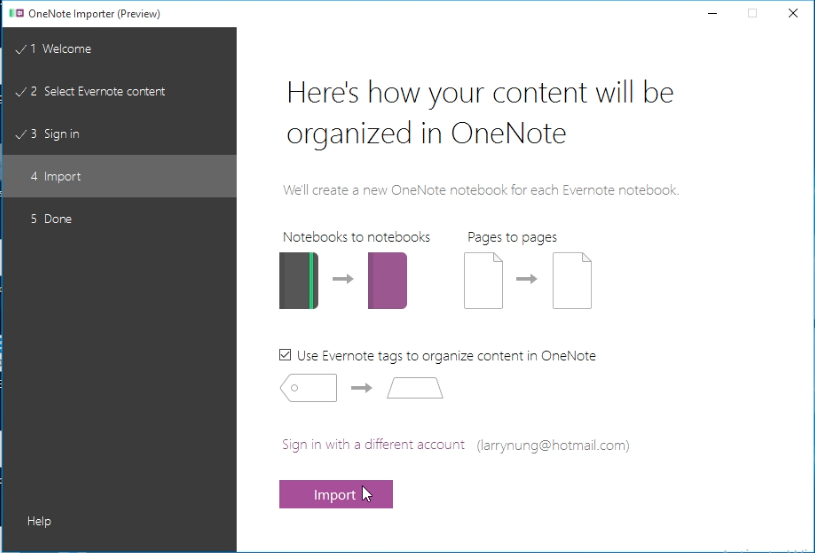 OneNote Importer (Preview)
1 Welcome
2 Select Evernote content
3 Sign in
4 Import
5 Done
Help
Here's how your content will be
organized in OneNote
We'll create a new OneNote notebook for each Evernote notebook.
Notebooks to notebooks
Pages to pages
Use Evernote tags to organize content in OneNote
Sign in with a different account (larrynung@hotmail.com)
Import